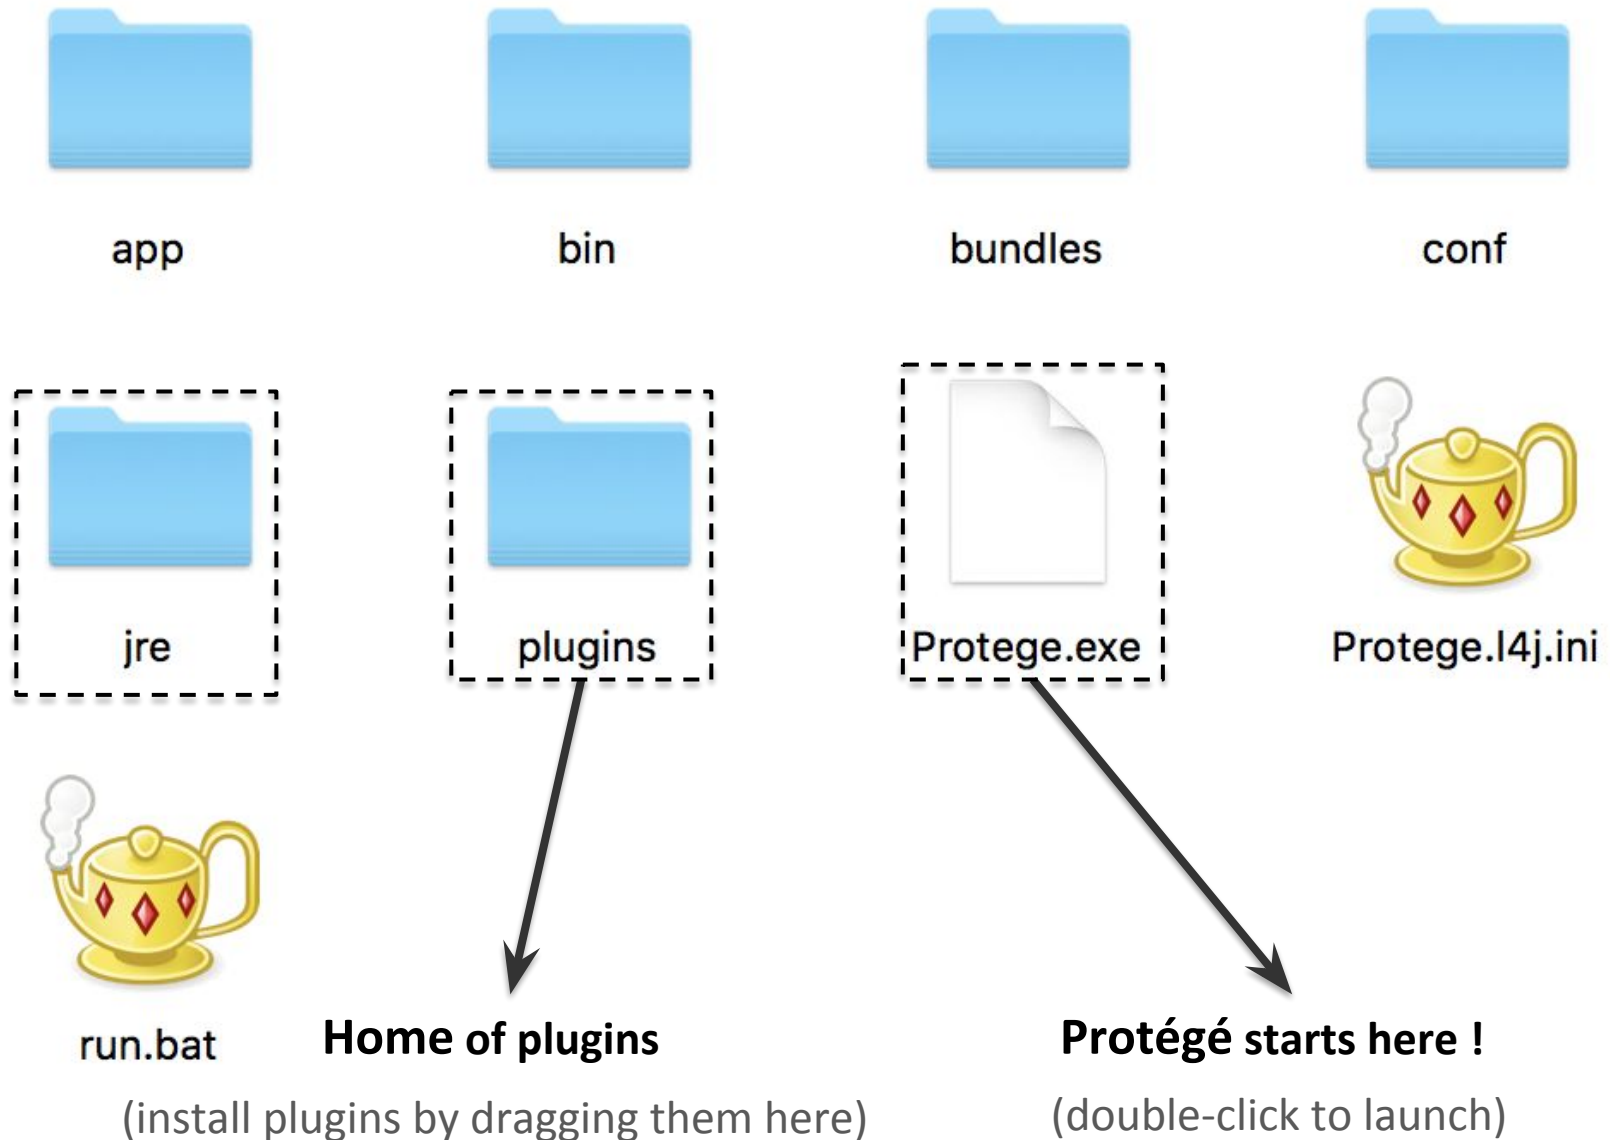 app
bin
bundles
conf
jre
plugins
Protege.exe
Protege.l4j.ini
run.bat
Home of plugins
(install plugins by dragging them here)
Protégé starts here !
(double-click to launch)